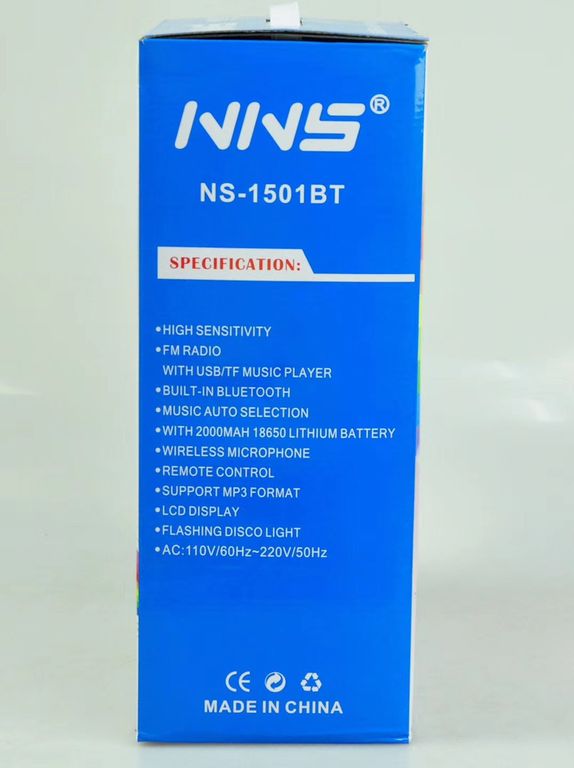 NNS®
NS-1501BT
SPECIFICATION:
•HIGH SENSITIVITY
•FM RADIO
WITH USB/TF MUSIC PLAYER
•BUILT-IN BLUETOOTH
•MUSIC AUTO SELECTION
•WITH 2000MAH 18650 LITHIUM BATTERY
•WIRELESS MICROPHONE
•REMOTE CONTROL
•SUPPORT MP3 FORMAT
•LCD DISPLAY
•FLASHING DISCO LIGHT
•AC:110V/60Hz~220V/50Hz
CE
MADE IN CHINA